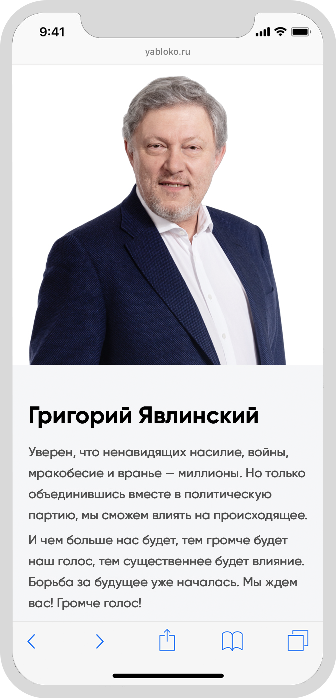 9:41
yabloko.ru
Григорий Явлинский
Уверен, что ненавидящих насилие, войны,
мракобесие и вранье — миллионы. Но только
объединившись вместе в политическую
партию, мы сможем влиять на происходящее.
И чем больше нас будет, тем громче будет
наш голос, тем существеннее будет влияние.
Борьба за будущее уже началась. Мы ждем
вас! Громче голос!